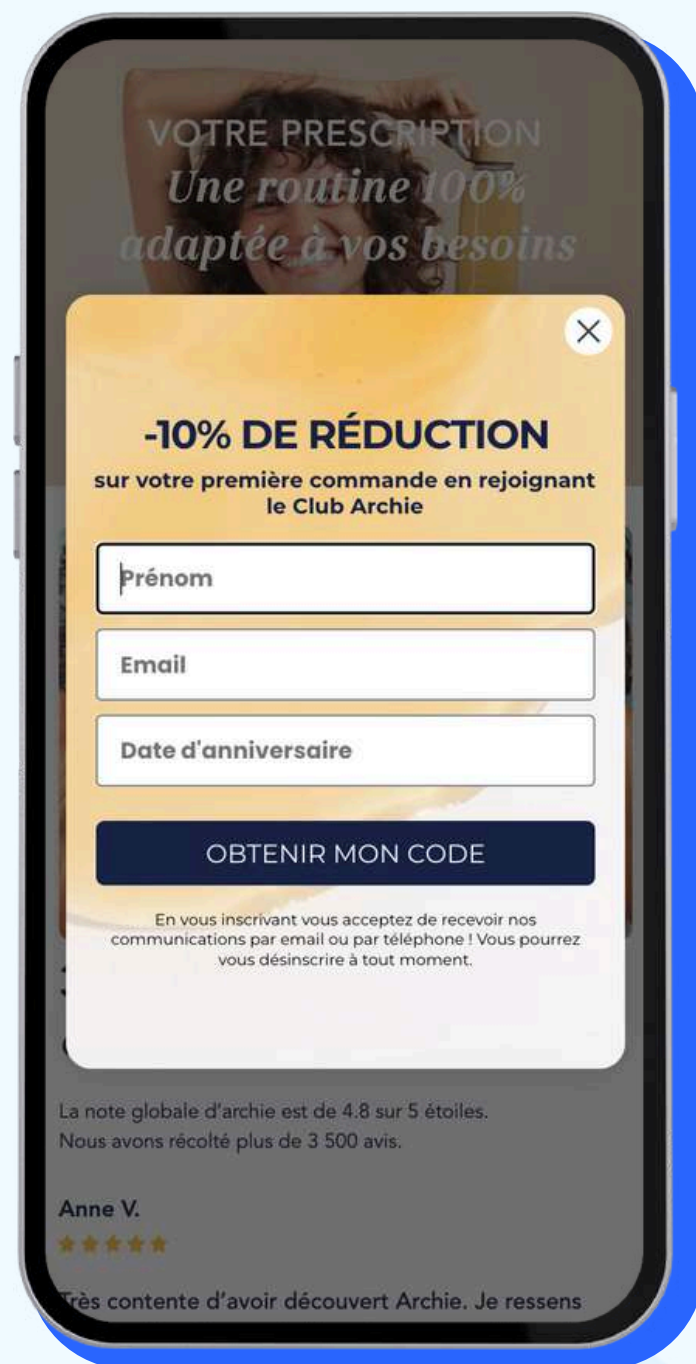 VOTRE PRESCRIPTION
Une routine 100%
adaptée à vos besoins
-10% DE RÉDUCTION
sur votre première commande en rejoignant
le Club Archie
Prénom
Email
Date d'anniversaire
OBTENIR MON CODE
En vous inscrivant vous acceptez de recevoir nos
communications par email ou par téléphone ! Vous pourrez
vous désinscrire à tout moment.
La note globale d'archie est de 4.8 sur 5 étoiles.
Nous avons récolté plus de 3 500 avis.
Anne V.
Très contente d'avoir découvert Archie. Je ressens